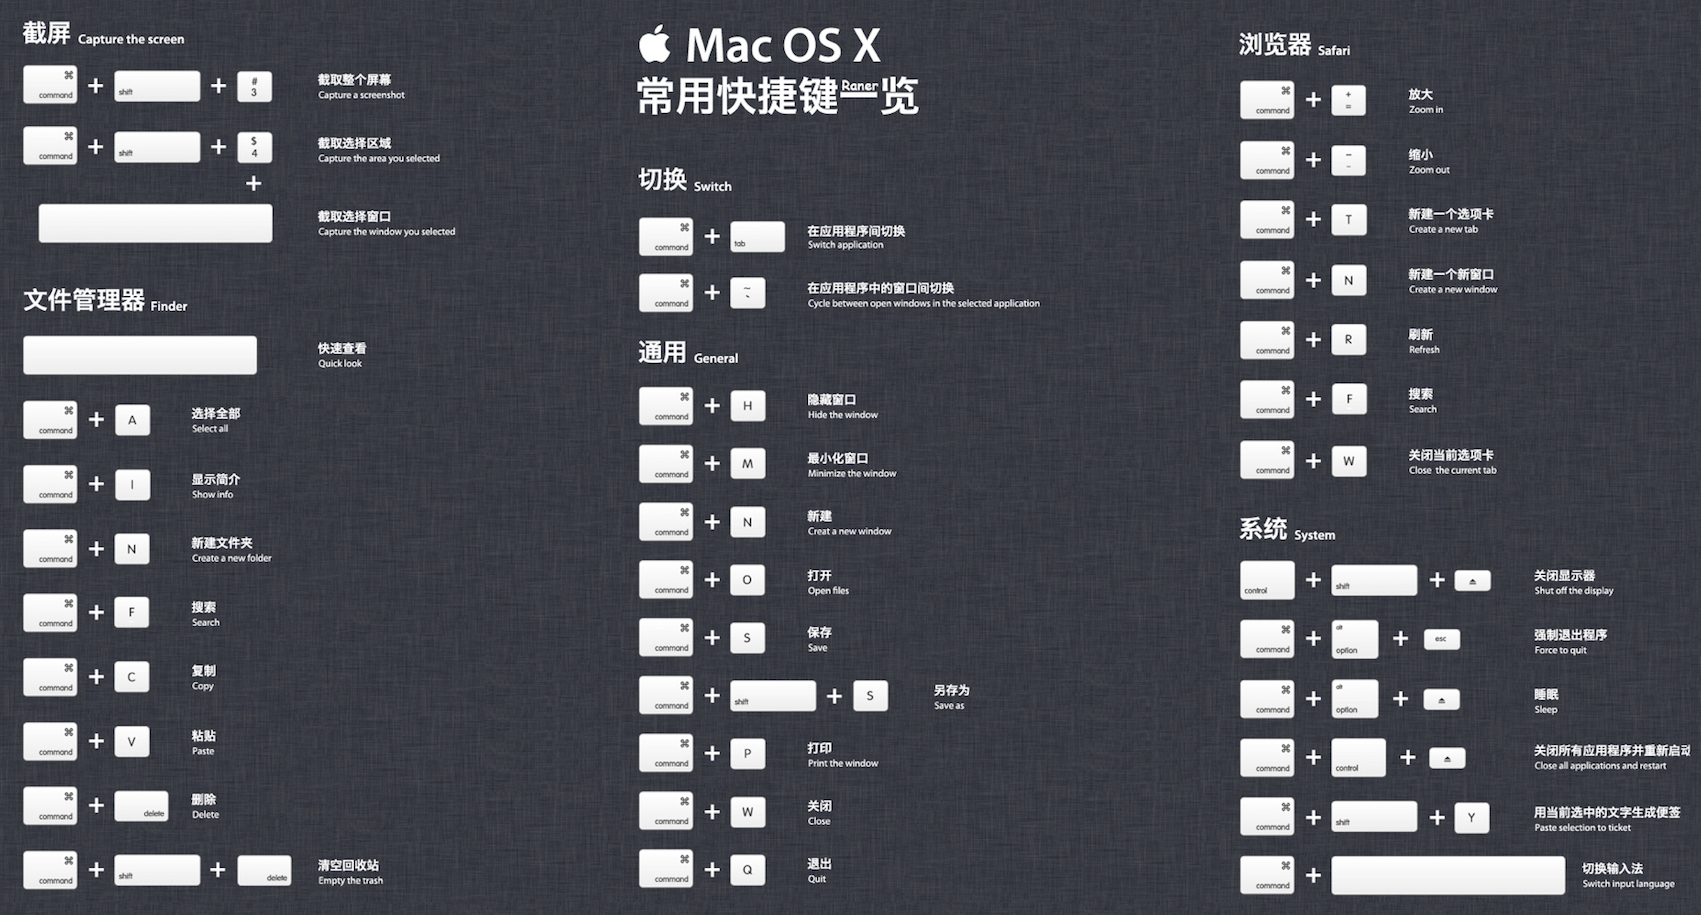 截屏 Capture the screen
⌘ command + shift + # 3 截取整个屏幕
Capture a screenshot
⌘ command + shift + $ 4 截取选择区域
Capture the area you selected
+
截取选择窗口
Capture the window you selected
文件管理器 Finder
快速查看
Quick look
⌘ command + A 选择全部
Select all
⌘ command + I 显示简介
Show info
⌘ command + N 新建文件夹
Create a new folder
⌘ command + F 搜索
Search
⌘ command + C 复制
Copy
⌘ command + V 粘贴
Paste
⌘ command + delete 删除
Delete
⌘ command + shift + delete 清空回收站
Empty the trash
Mac OS X
常用快捷键一览
Raner
切换 Switch
⌘ command + tab 在应用程序间切换
Switch application
⌘ command + ~ ` 在应用程序中的窗口间切换
Cycle between open windows in the selected application
通用 General
⌘ command + H 隐藏窗口
Hide the window
⌘ command + M 最小化窗口
Minimize the window
⌘ command + N 新建
Creat a new window
⌘ command + O 打开
Open files
⌘ command + S 保存
Save
⌘ command + shift + S 另存为
Save as
⌘ command + P 打印
Print the window
⌘ command + W 关闭
Close
⌘ command + Q 退出
Quit
浏览器 Safari
⌘ command + + = 放大
Zoom in
⌘ command + – - 缩小
Zoom out
⌘ command + T 新建一个选项卡
Create a new tab
⌘ command + N 新建一个新窗口
Create a new window
⌘ command + R 刷新
Refresh
⌘ command + F 搜索
Search
⌘ command + W 关闭当前选项卡
Close the current tab
系统 System
control + shift + ⏏ 关闭显示器
Shut off the display
⌘ command + alt option + esc 强制退出程序
Force to quit
⌘ command + alt option + ⏏ 睡眠
Sleep
⌘ command + control + ⏏ 关闭所有应用程序并重新启动
Close all applications and restart
⌘ command + shift + Y 用当前选中的文字生成便签
Paste selection to ticket
⌘ command + 切换输入法
Switch input language